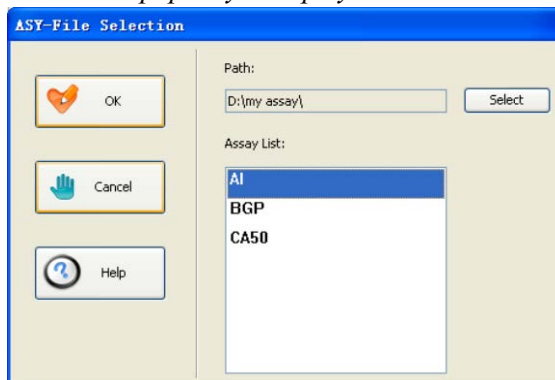 ASY-File Selection
OK
Cancel
Help
Path:
D:\my assay\
Select
Assay List:
AI
BGP
CA50